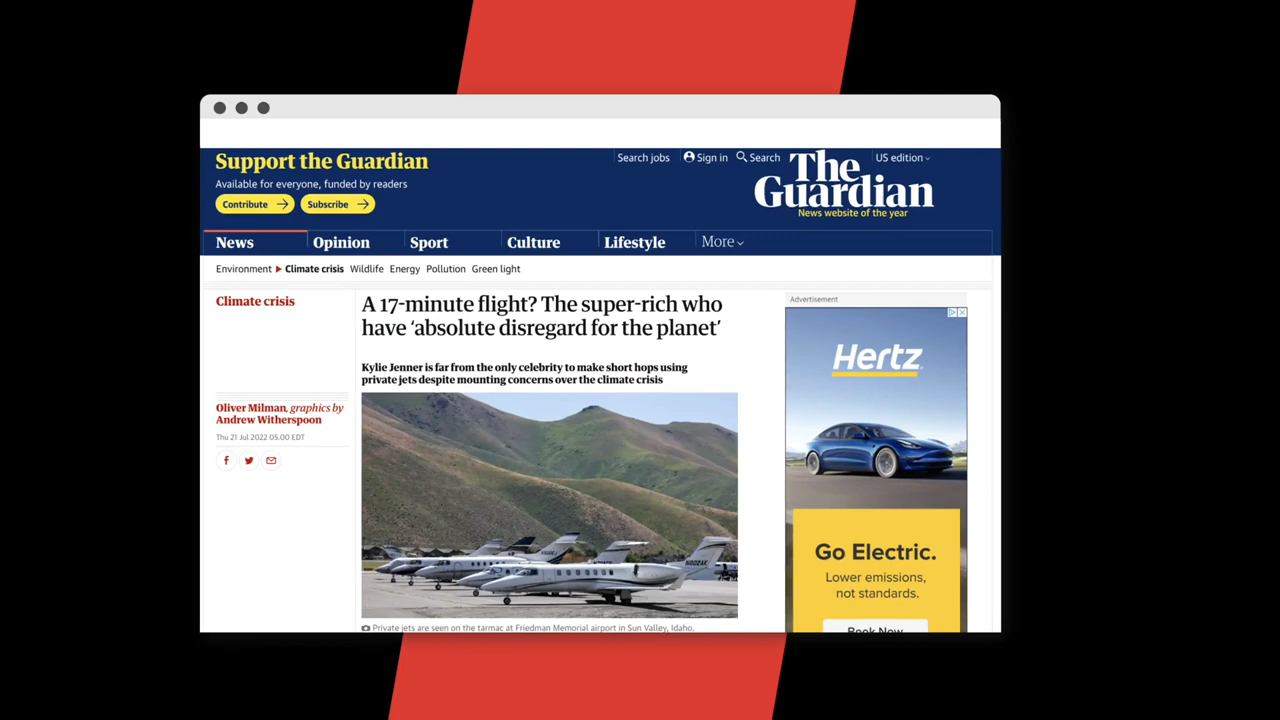 Support the Guardian
Available for everyone, funded by readers
Contribute
Subscribe
Search jobs
Sign in
Search
US edition
The
Guardian
News website of the year
News
Opinion
Sport
Culture
Lifestyle
More
Environment
Climate crisis
Wildlife
Energy
Pollution
Green light
Climate crisis
A 17-minute flight? The super-rich who
have ‘absolute disregard for the planet’
Kylie Jenner is far from the only celebrity to make short hops using
private jets despite mounting concerns over the climate crisis
Oliver Milman, graphics by
Andrew Witherspoon
Thu 21 Jul 2022 05.00 EDT
Private jets are seen on the tarmac at Friedman Memorial airport in Sun Valley, Idaho.
Advertisement
Hertz
Go Electric.
Lower emissions,
not standards.
Book Now